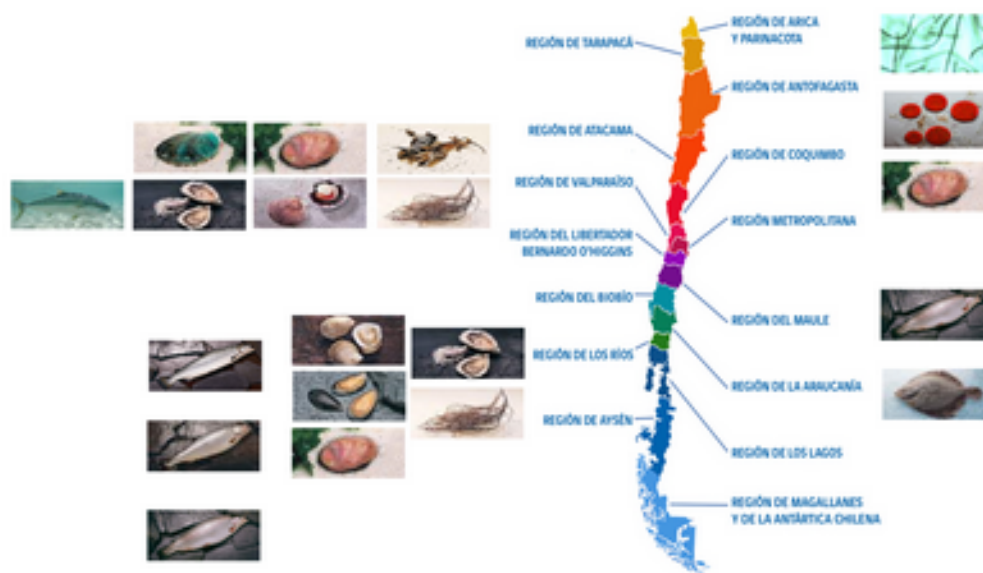 REGIÓN DE ARICA
Y PARINACOTA
REGIÓN DE TARAPACÁ
REGIÓN DE ANTOFAGASTA
REGIÓN DE ATACAMA
REGIÓN DE COQUIMBO
REGIÓN DE VALPARAÍSO
REGIÓN METROPOLITANA
REGIÓN DEL LIBERTADOR
BERNARDO O'HIGGINS
REGIÓN DEL BIOBÍO
REGIÓN DEL MAULE
REGIÓN DE LOS RÍOS
REGIÓN DE LA ARAUCANÍA
REGIÓN DE AYSÉN
REGIÓN DE LOS LAGOS
REGIÓN DE MAGALLANES
Y DE LA ANTÁRTICA CHILENA